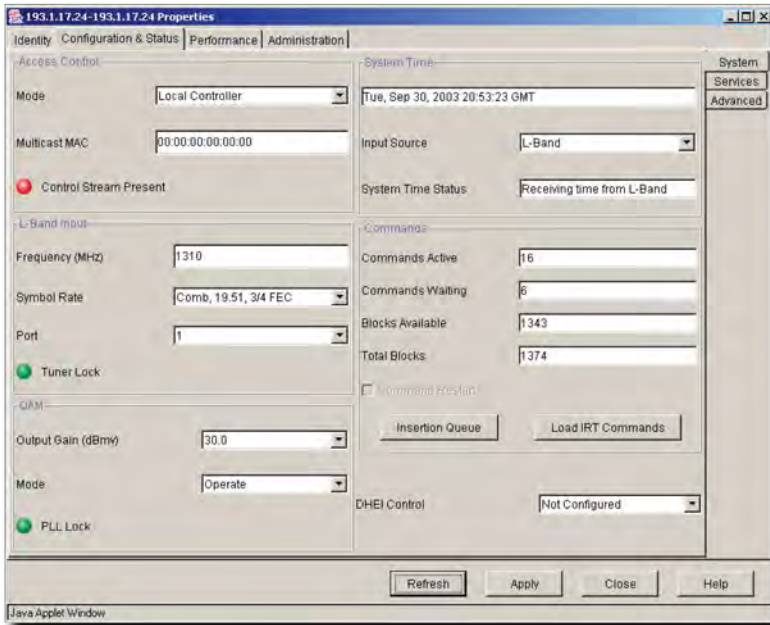 193.1.17.24-193.1.17.24 Properties
Identity Configuration & Status Performance Administration
System
Services
Advanced
Access Control
Mode Local Controller
Multicast MAC 00:00:00:00:00:00
Control Stream Present
L-Band Input
Frequency (MHz) 1310
Symbol Rate Comb, 19.51, 3/4 FEC
Port 1
Tuner Lock
QAM
Output Gain (dBmv) 30.0
Mode Operate
PLL Lock
System Time
Tue, Sep 30, 2003 20:53:23 GMT
Input Source L-Band
System Time Status Receiving time from L-Band
Commands
Commands Active 16
Commands Waiting 6
Blocks Available 1343
Total Blocks 1374
Command Restart
Insertion Queue Load IRT Commands
DHEI Control Not Configured
Refresh Apply Close Help
Java Applet Window